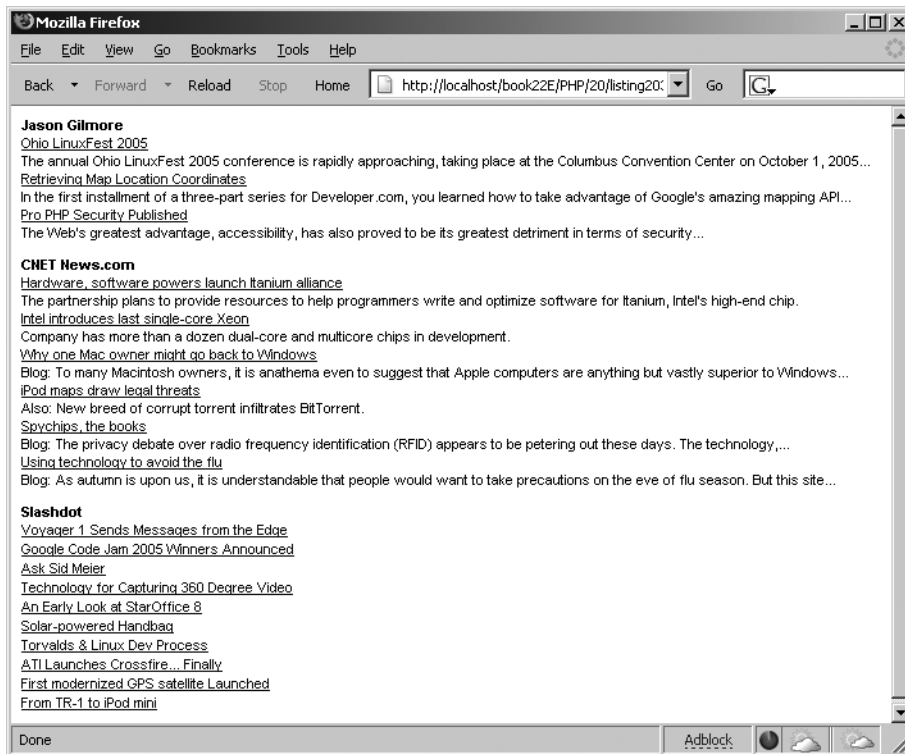 Mozilla Firefox
File Edit View Go Bookmarks Tools Help
Back Forward Reload Stop Home http://localhost/book22E/PHP/20/listing20: Go G
Jason Gilmore
Ohio LinuxFest 2005
The annual Ohio LinuxFest 2005 conference is rapidly approaching, taking place at the Columbus Convention Center on October 1, 2005...
Retrieving Map Location Coordinates
In the first installment of a three-part series for Developer.com, you learned how to take advantage of Google's amazing mapping API...
Pro PHP Security Published
The Web's greatest advantage, accessibility, has also proved to be its greatest detriment in terms of security...
CNET News.com
Hardware, software powers launch Itanium alliance
The partnership plans to provide resources to help programmers write and optimize software for Itanium, Intel's high-end chip.
Intel introduces last single-core Xeon
Company has more than a dozen dual-core and multicore chips in development.
Why one Mac owner might go back to Windows
Blog: To many Macintosh owners, it is anathema even to suggest that Apple computers are anything but vastly superior to Windows...
iPod maps draw legal threats
Also: New breed of corrupt torrent infiltrates BitTorrent.
Spychips, the books
Blog: The privacy debate over radio frequency identification (RFID) appears to be petering out these days. The technology,...
Using technology to avoid the flu
Blog: As autumn is upon us, it is understandable that people would want to take precautions on the eve of flu season. But this site...
Slashdot
Voyager 1 Sends Messages from the Edge
Google Code Jam 2005 Winners Announced
Ask Sid Meier
Technology for Capturing 360 Degree Video
An Early Look at StarOffice 8
Solar-powered Handbag
Torvalds & Linux Dev Process
ATI Launches Crossfire... Finally
First modernized GPS satellite Launched
From TR-1 to iPod mini
Done Adblock